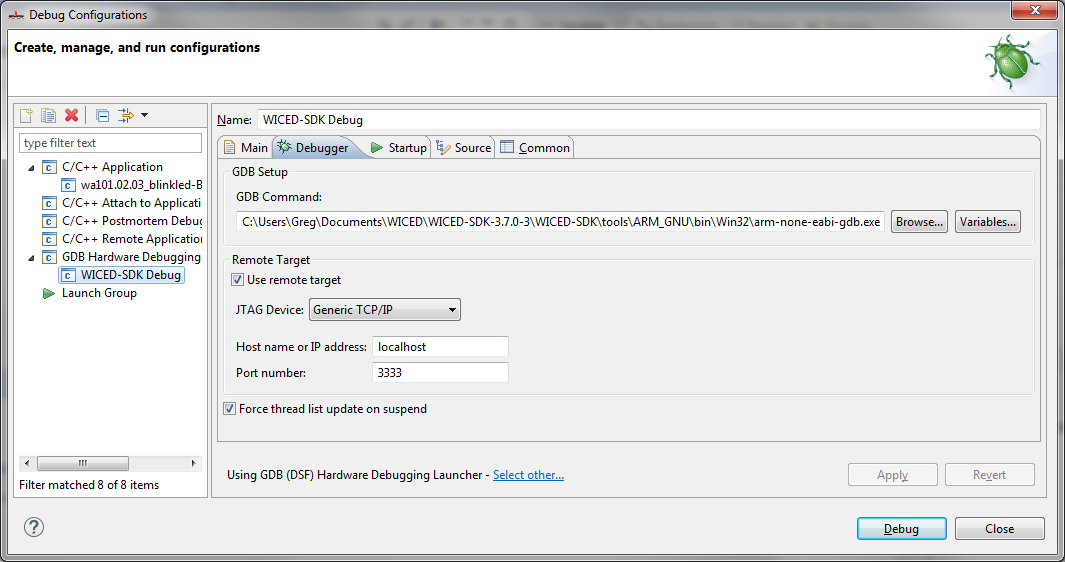 Debug Configurations
Create, manage, and run configurations
type filter text
C/C++ Application
wa101.02.03_blinkled-B
C/C++ Attach to Applicati
C/C++ Postmortem Debug
C/C++ Remote Application
GDB Hardware Debugging
WICED-SDK Debug
Launch Group
Filter matched 8 of 8 items
Name: WICED-SDK Debug
Main Debugger Startup Source Common
GDB Setup
GDB Command:
C:\Users\Greg\Documents\WICED\WICED-SDK-3.7.0-3\WICED-SDK\tools\ARM_GNU\bin\Win32\arm-none-eabi-gdb.exe Browse... Variables...
Remote Target
Use remote target
JTAG Device: Generic TCP/IP
Host name or IP address: localhost
Port number: 3333
Force thread list update on suspend
Using GDB (DSF) Hardware Debugging Launcher - Select other...
Apply Revert
Debug Close